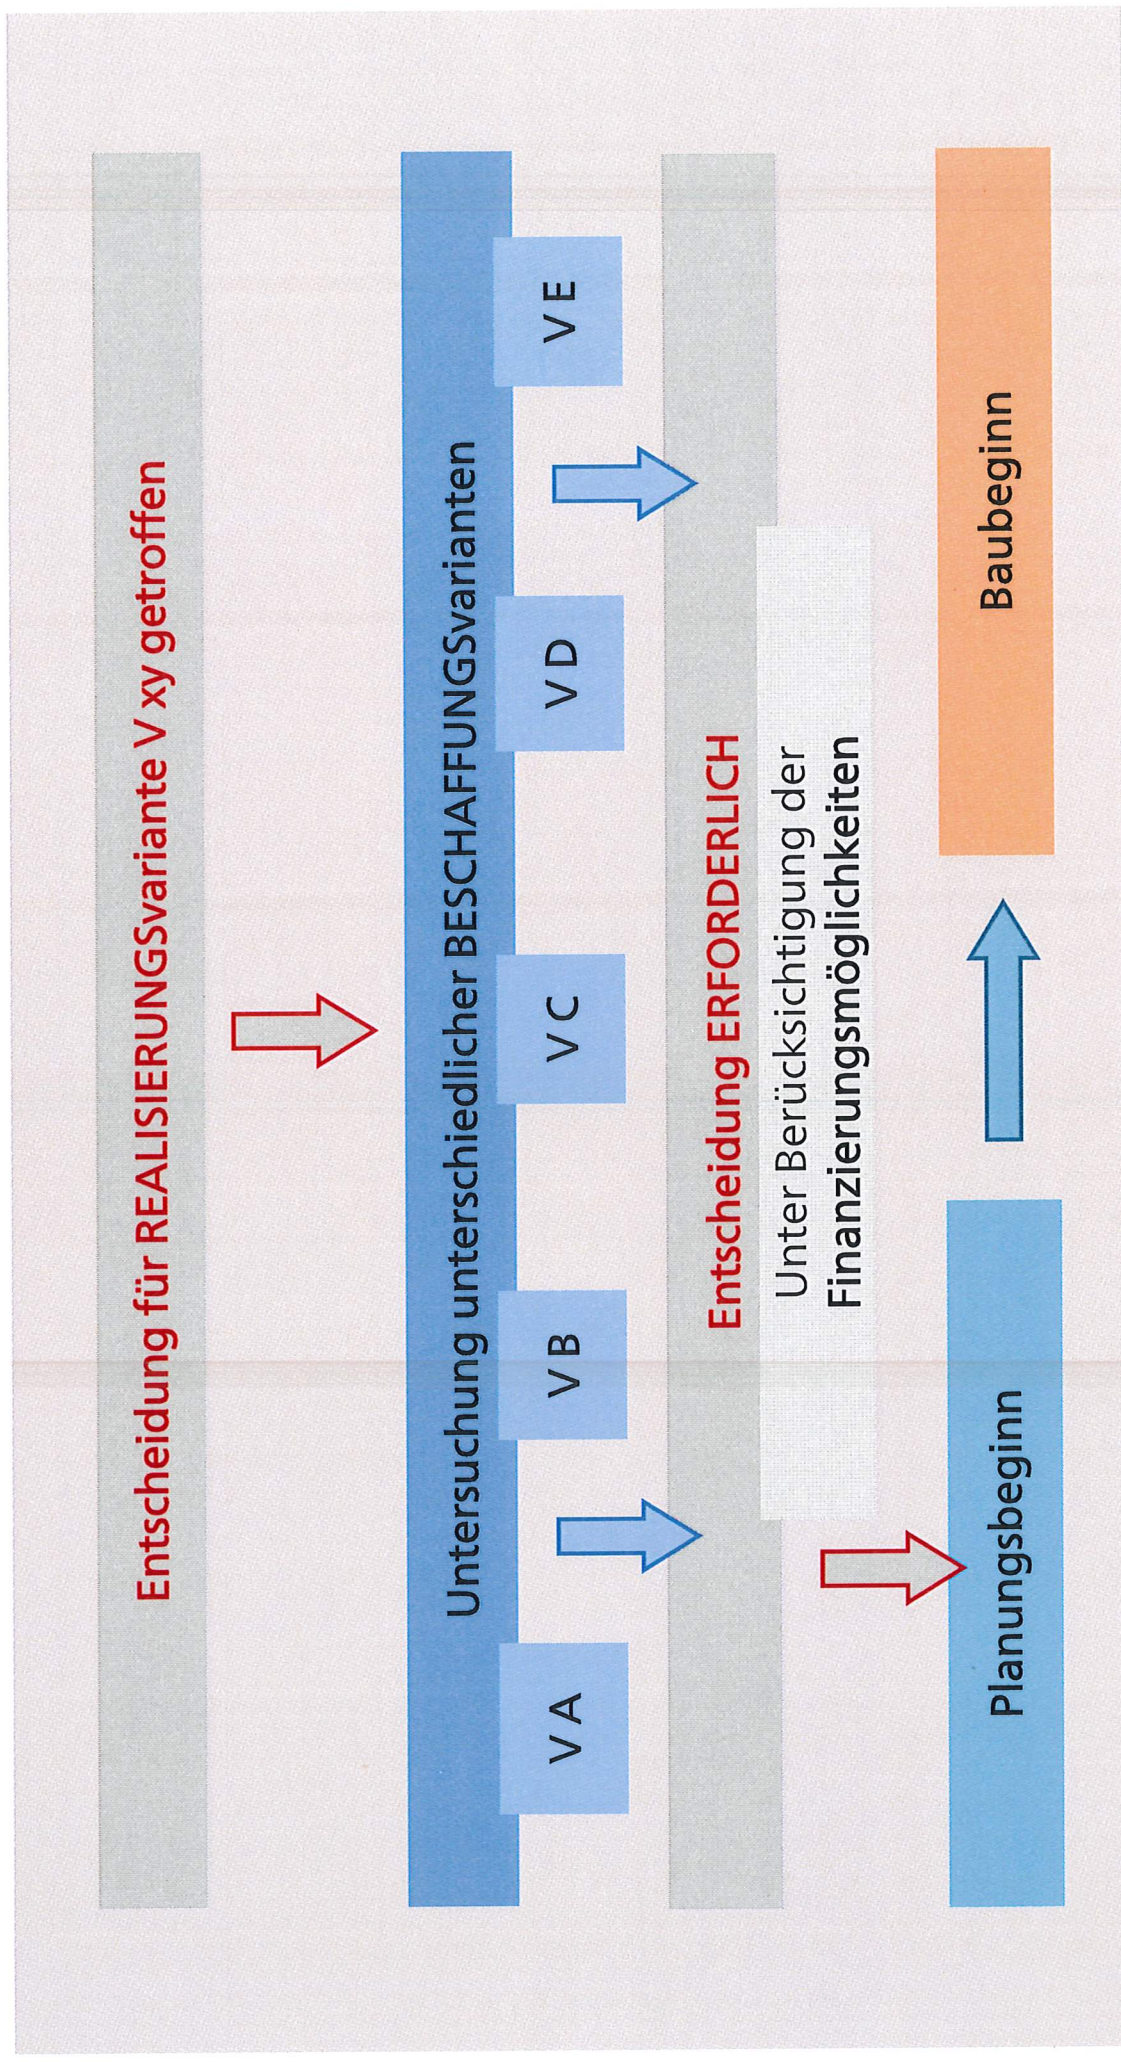 Entscheidung für REALISIERUNGSvariante V xy getroffen
Untersuchung unterschiedlicher BESCHAFFUNGSvarianten
V A
V B
V C
V D
V E
Entscheidung ERFORDERLICH
Unter Berücksichtigung der
Finanzierungsmöglichkeiten
Planungsbeginn
Baubeginn